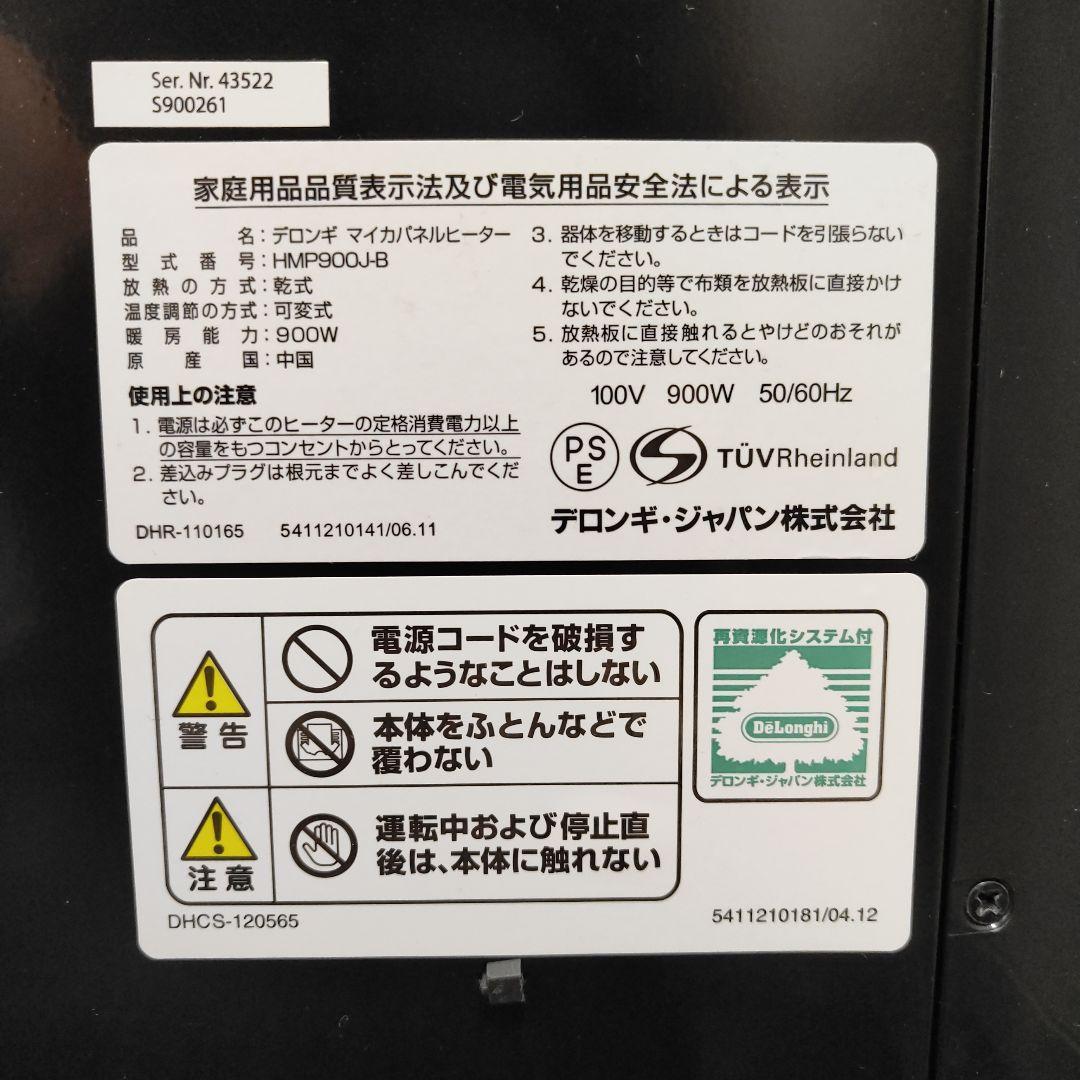 Ser. Nr. 43522
S900261
家庭用品品質表示法及び電気用品安全法による表示
品名：デロンギ マイカパネルヒーター
型式番号：HMP900J-B
放熱の方式：乾式
温度調節の方式：可変式
暖房能力：900W
原産国：中国
使用上の注意
1. 電源は必ずこのヒーターの定格消費電力以上
の容量をもつコンセントからとってください。
2. 差込みプラグは根元までよく差しこんでくだ
さい。
DHR-110165 5411210141/06.11
3. 器体を移動するときはコードを引張らない
でください。
4. 乾燥の目的等で布類を放熱板に直接かけ
ないでください。
5. 放熱板に直接触れるとやけどのおそれが
あるので注意してください。
100V 900W 50/60Hz
PS
E
TÜVRheinland
デロンギ・ジャパン株式会社
警告
電源コードを破損す
るようなことはしない
本体をふとんなどで
覆わない
注意
運転中および停止直
後は、本体に触れない
再資源化システム付
DeLonghi
デロンギ・ジャパン株式会社
DHCS-120565
5411210181/04.12